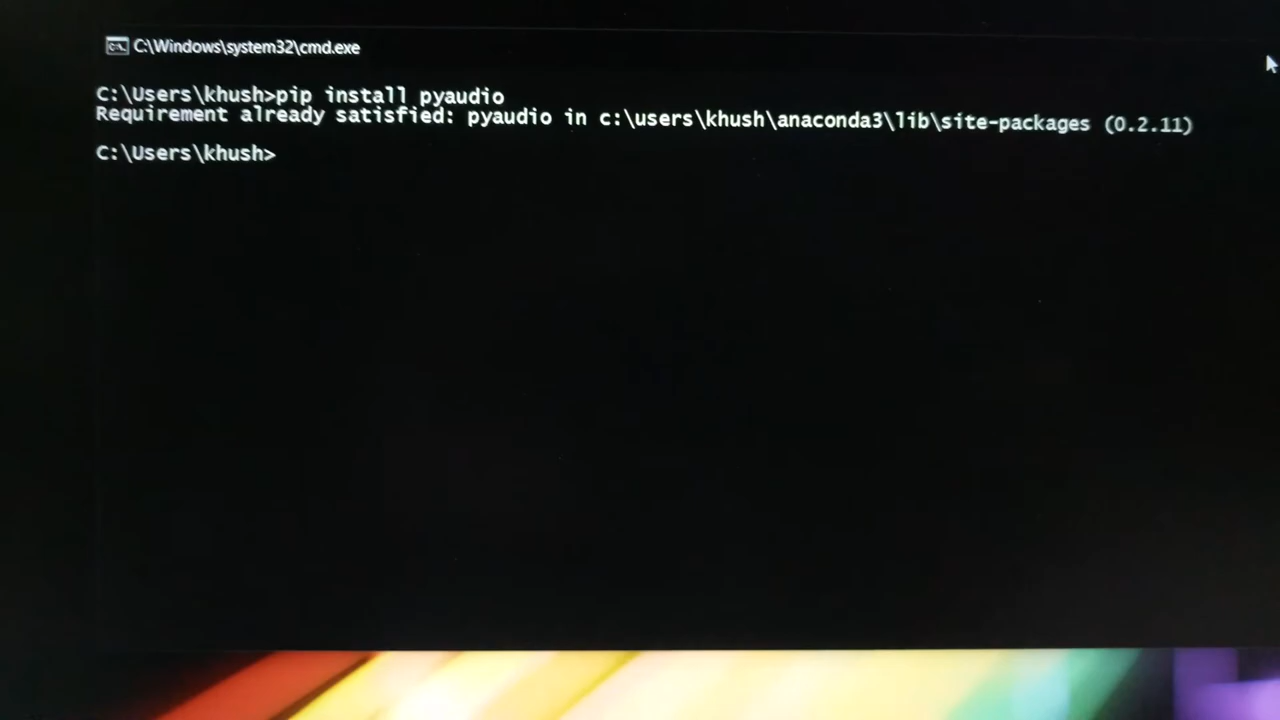 C:\Windows\system32\cmd.exe
C:\Users\khush>pip install pyaudio
Requirement already satisfied: pyaudio in c:\users\khush\anaconda3\lib\site-packages (0.2.11)
C:\Users\khush>